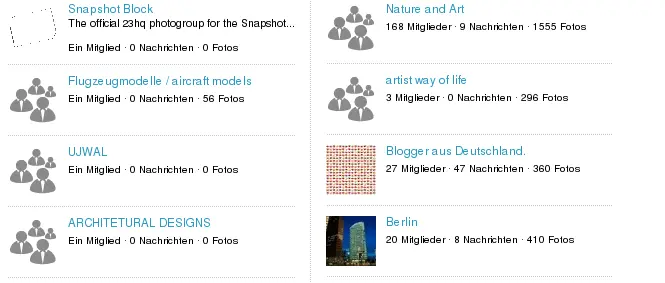 Snapshot Block
The official 23hq photogroup for the Snapshot...
Ein Mitglied · 0 Nachrichten · 0 Fotos
Flugzeugmodelle / aircraft models
Ein Mitglied · 0 Nachrichten · 56 Fotos
UJWAL
Ein Mitglied · 0 Nachrichten · 0 Fotos
ARCHITETURAL DESIGNS
Ein Mitglied · 0 Nachrichten · 0 Fotos
Nature and Art
168 Mitglieder · 9 Nachrichten · 1555 Fotos
artist way of life
3 Mitglieder · 0 Nachrichten · 296 Fotos
Blogger aus Deutschland.
27 Mitglieder · 47 Nachrichten · 360 Fotos
Berlin
20 Mitglieder · 8 Nachrichten · 410 Fotos